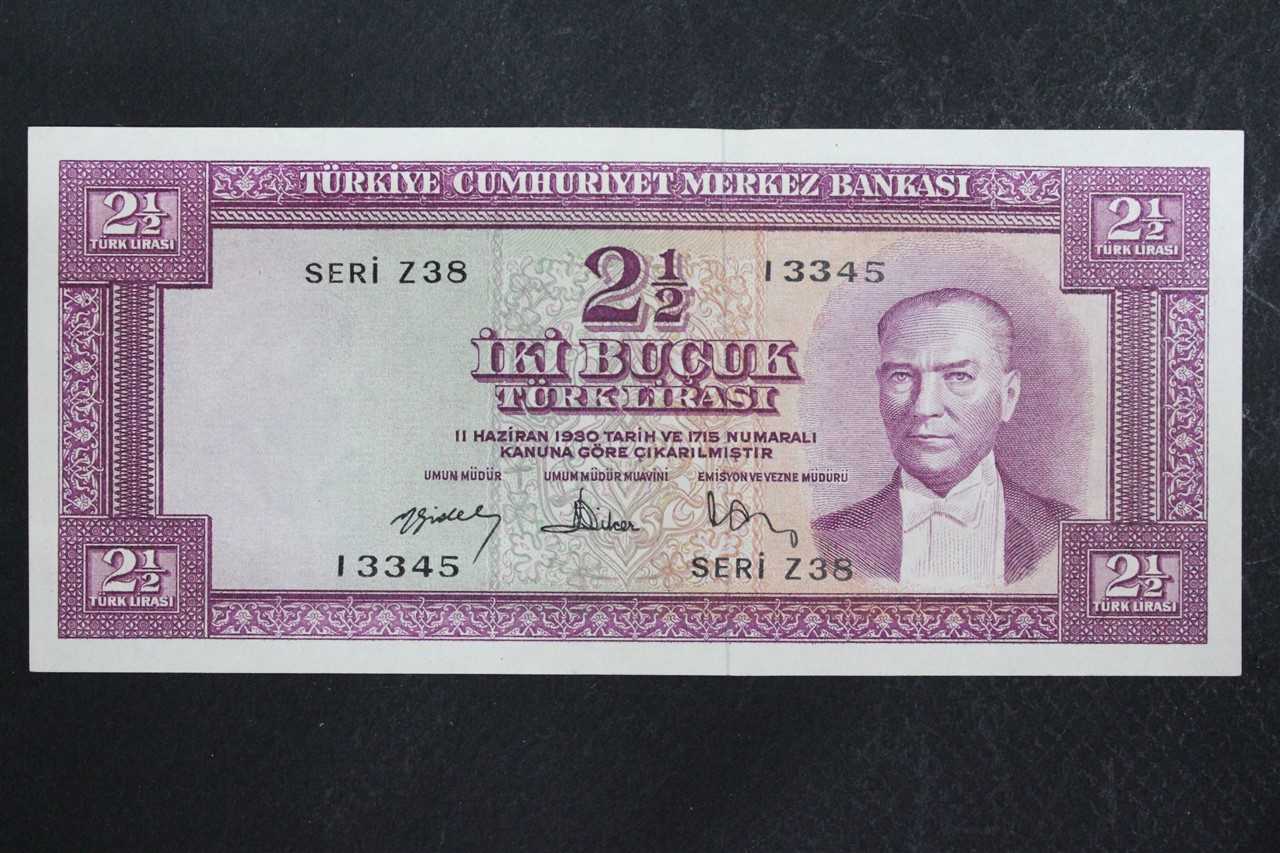 TÜRKİYE CUMHURİYET MERKEZ BANKASI
2½
TÜRK LİRASI
2½
TÜRK LİRASI
SERİ Z38
2½
13345
İKİ BUÇUK
TÜRK LİRASI
11 HAZİRAN 1930 TARİH VE 1715 NUMARALI
KANUNA GÖRE ÇIKARILMIŞTIR
UMUM MÜDÜR
UMUM MÜDÜR MUAVİNİ
EMİSYON VE VEZNE MÜDÜRÜ
13345
SERİ Z38
2½
TÜRK LİRASI
2½
TÜRK LİRASI